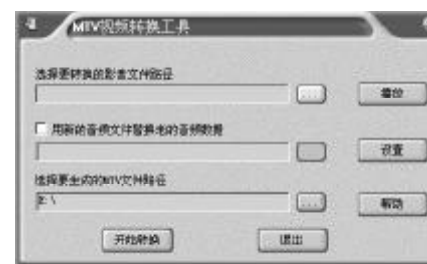 MTV视频转换工具
选择要转换的影音文件路径
...
播放
用新的音频文件替换老的音频数据
设置
选择要生成的MTV文件路径
E:\
...
帮助
开始转换
退出